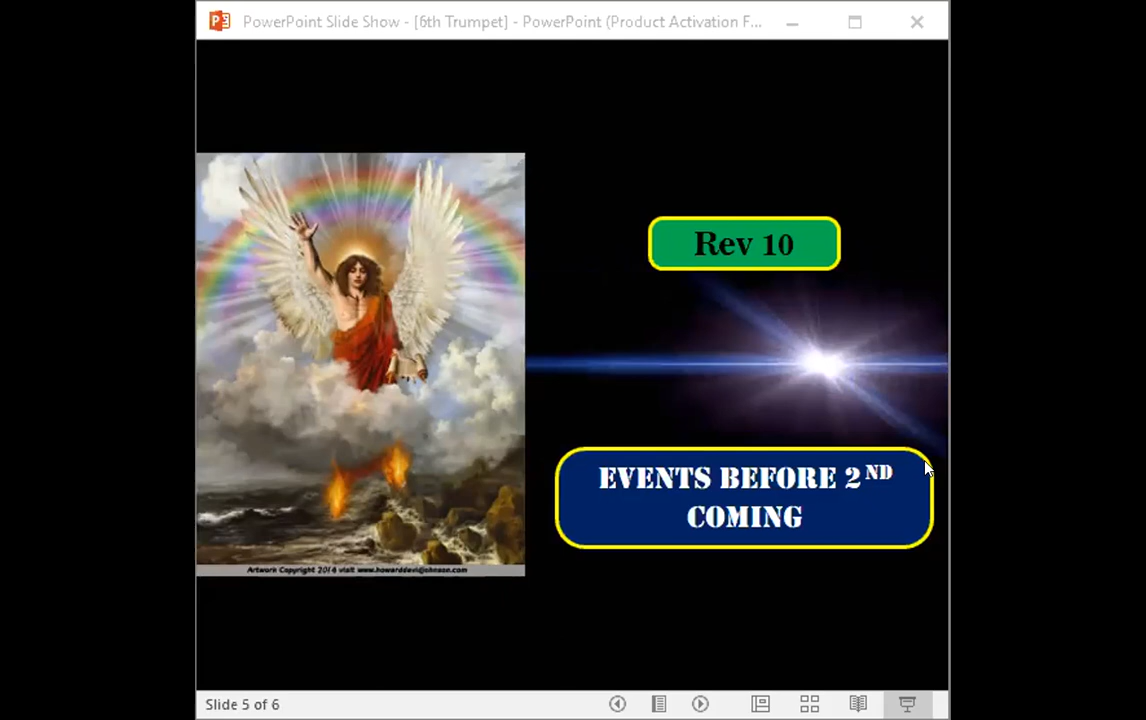 PowerPoint Slide Show - [6th Trumpet] - PowerPoint (Product Activation F...
Rev 10
EVENTS BEFORE 2ND
COMING
Artwork Copyright 2014 visit www.howarddavidjohnson.com
Slide 5 of 6